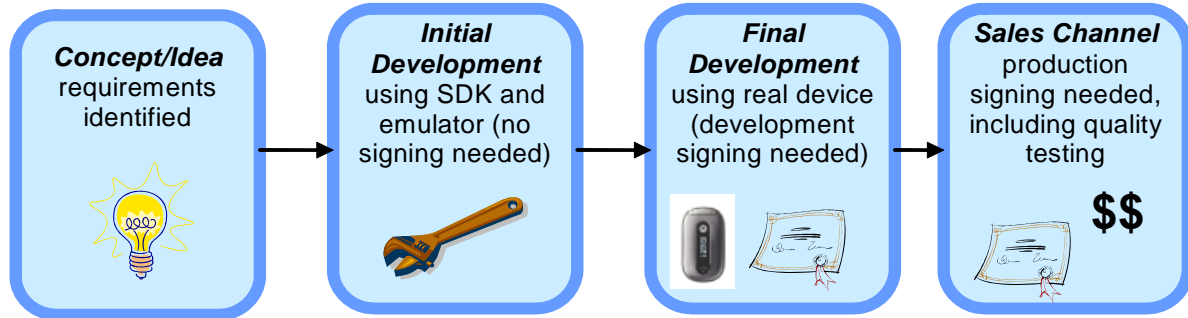 Concept/Idea
requirements
identified
Initial
Development
using SDK and
emulator (no
signing needed)
Final
Development
using real device
(development
signing needed)
Sales Channel
production
signing needed,
including quality
testing
$$